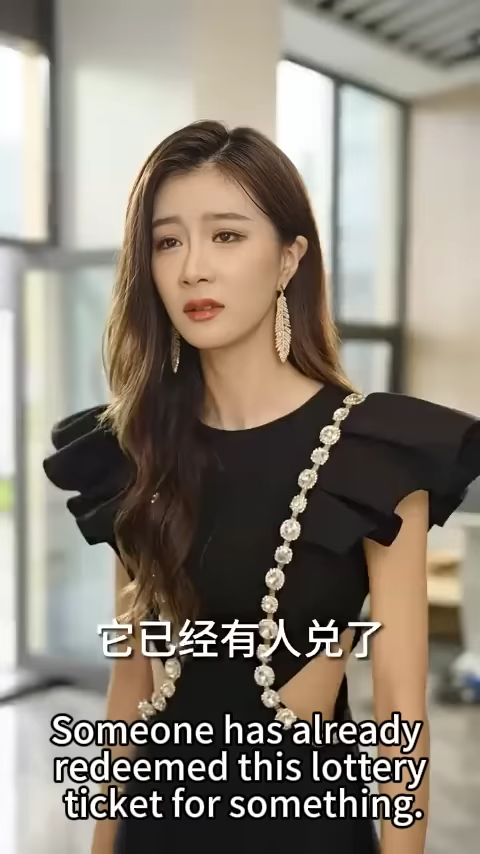 它已经有人兑了
Someone has already
redeemed this lottery
ticket for something.